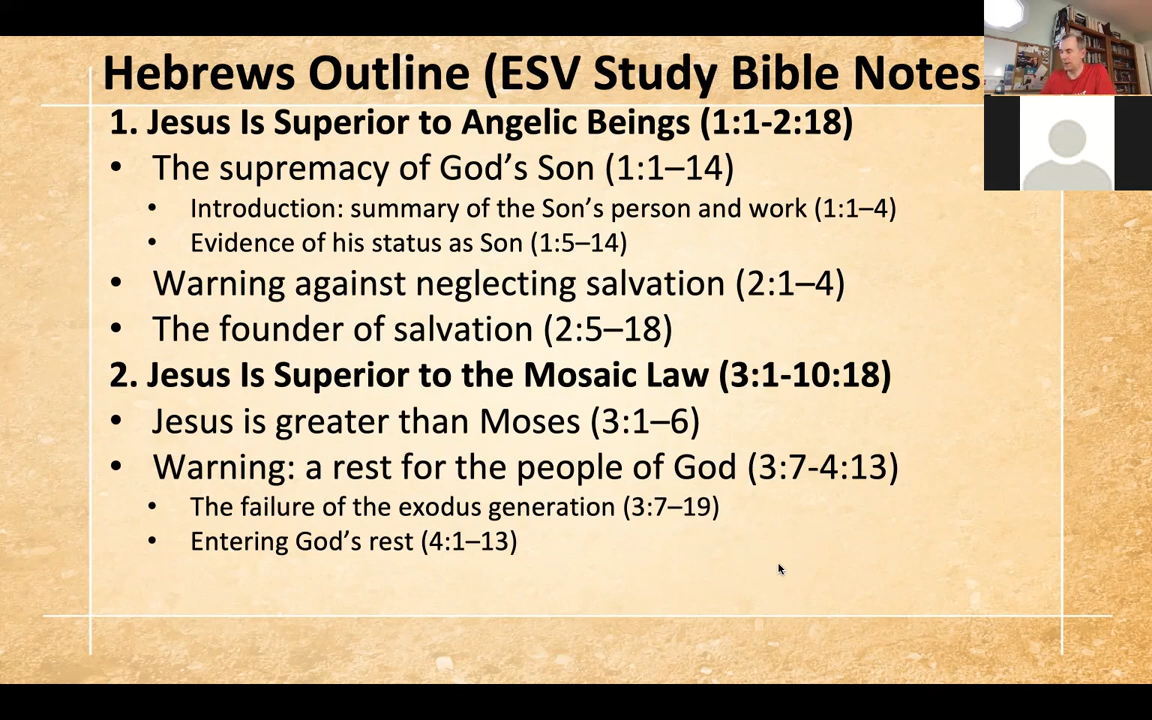 Hebrews Outline (ESV Study Bible Notes
1. Jesus Is Superior to Angelic Beings (1:1-2:18)
• The supremacy of God’s Son (1:1–14)
• Introduction: summary of the Son’s person and work (1:1–4)
• Evidence of his status as Son (1:5–14)
• Warning against neglecting salvation (2:1–4)
• The founder of salvation (2:5–18)
2. Jesus Is Superior to the Mosaic Law (3:1-10:18)
• Jesus is greater than Moses (3:1–6)
• Warning: a rest for the people of God (3:7-4:13)
• The failure of the exodus generation (3:7–19)
• Entering God’s rest (4:1–13)